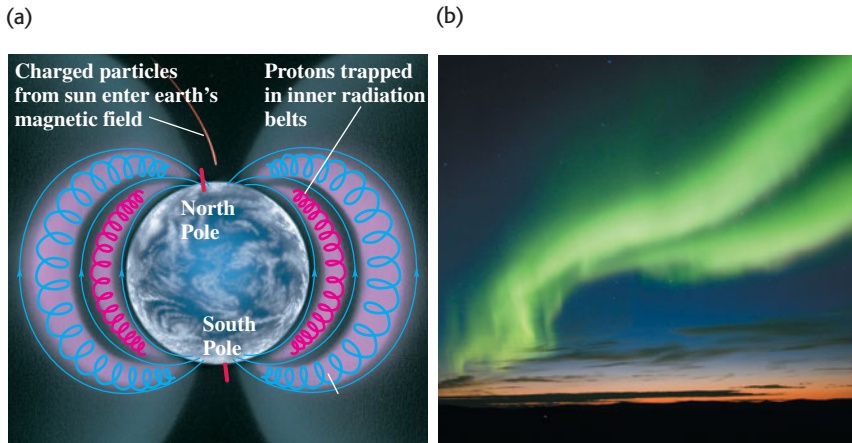 (a)
(b)
Charged particles
from sun enter earth's
magnetic field
Protons trapped
in inner radiation
belts
North
Pole
South
Pole